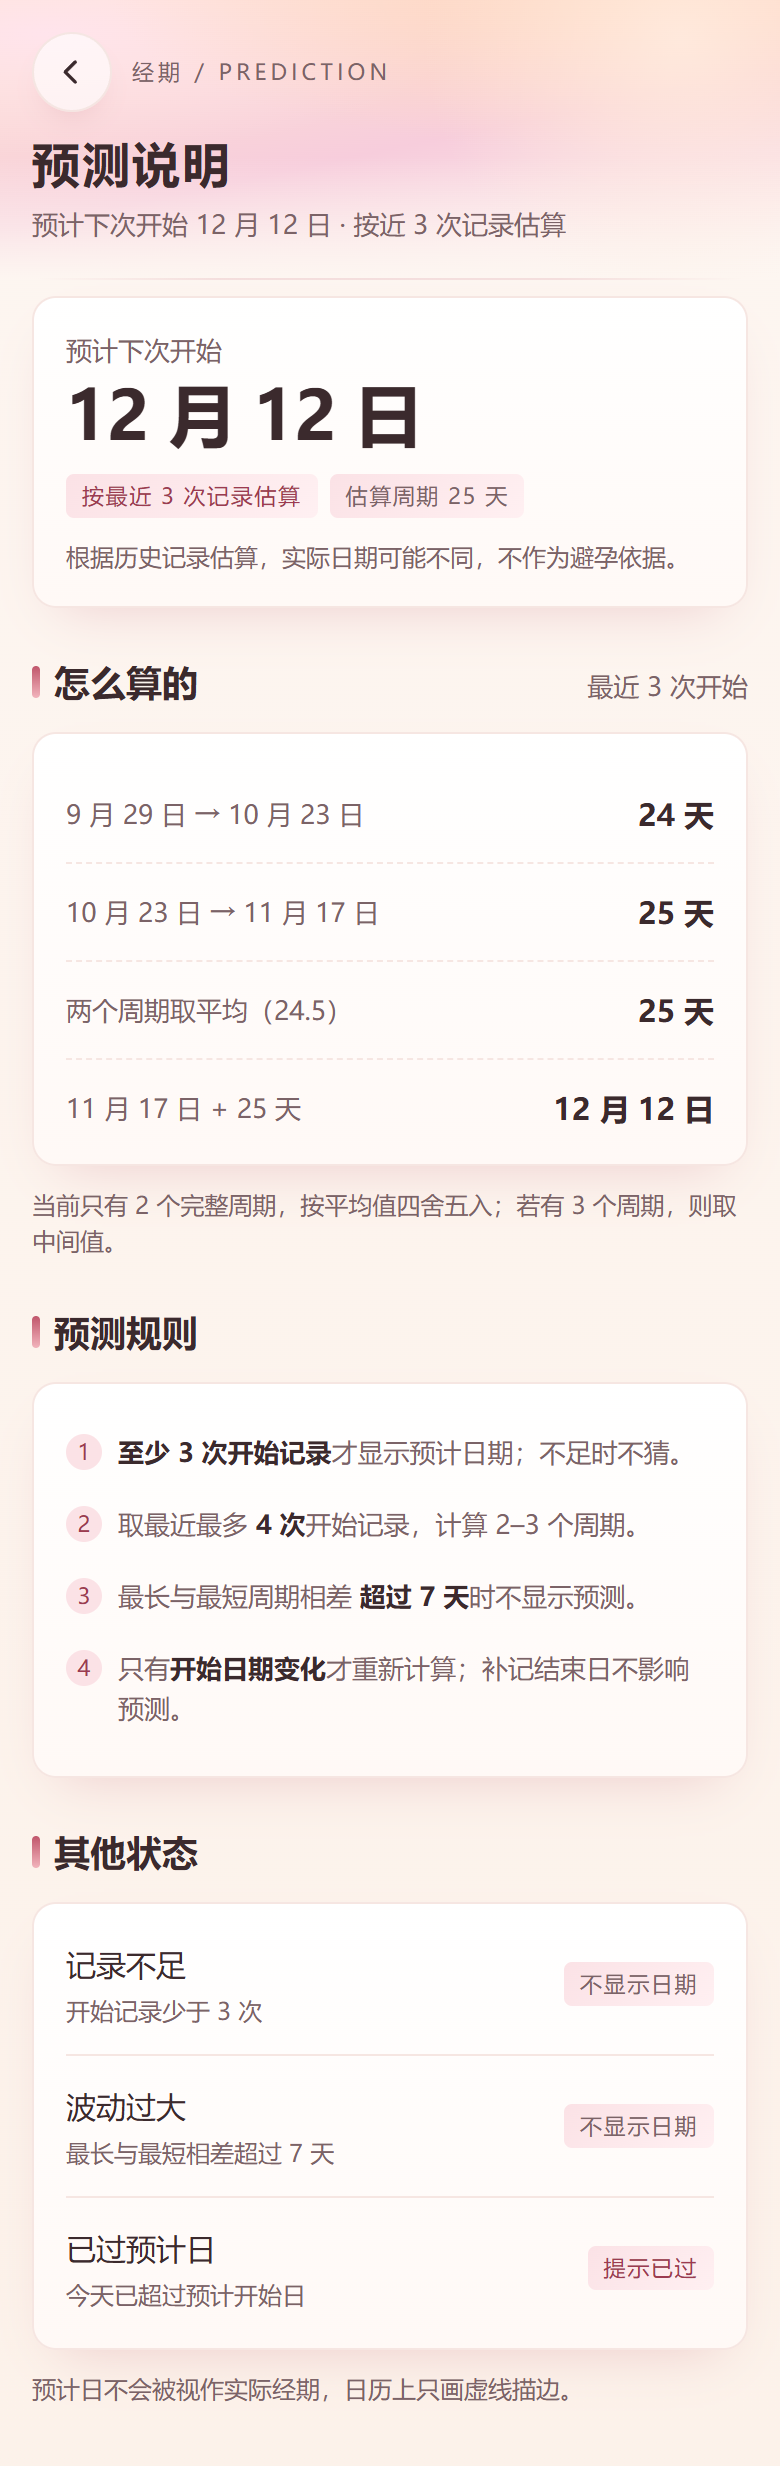 经期 / PREDICTION
预测说明
预计下次开始 12 月 12 日 · 按近 3 次记录估算
预计下次开始
12 月 12 日
按最近 3 次记录估算
估算周期 25 天
根据历史记录估算，实际日期可能不同，不作为避孕依据。
怎么算的
最近 3 次开始
9 月 29 日 → 10 月 23 日
24 天
10 月 23 日 → 11 月 17 日
25 天
两个周期取平均（24.5）
25 天
11 月 17 日 + 25 天
12 月 12 日
当前只有 2 个完整周期，按平均值四舍五入；若有 3 个周期，则取
中间值。
预测规则
1 至少 3 次开始记录才显示预计日期；不足时不猜。
2 取最近最多 4 次开始记录，计算 2–3 个周期。
3 最长与最短周期相差 超过 7 天时不显示预测。
4 只有开始日期变化才重新计算；补记结束日不影响
预测。
其他状态
记录不足
开始记录少于 3 次
不显示日期
波动过大
最长与最短相差超过 7 天
不显示日期
已过预计日
今天已超过预计开始日
提示已过
预计日不会被视作实际经期，日历上只画虚线描边。